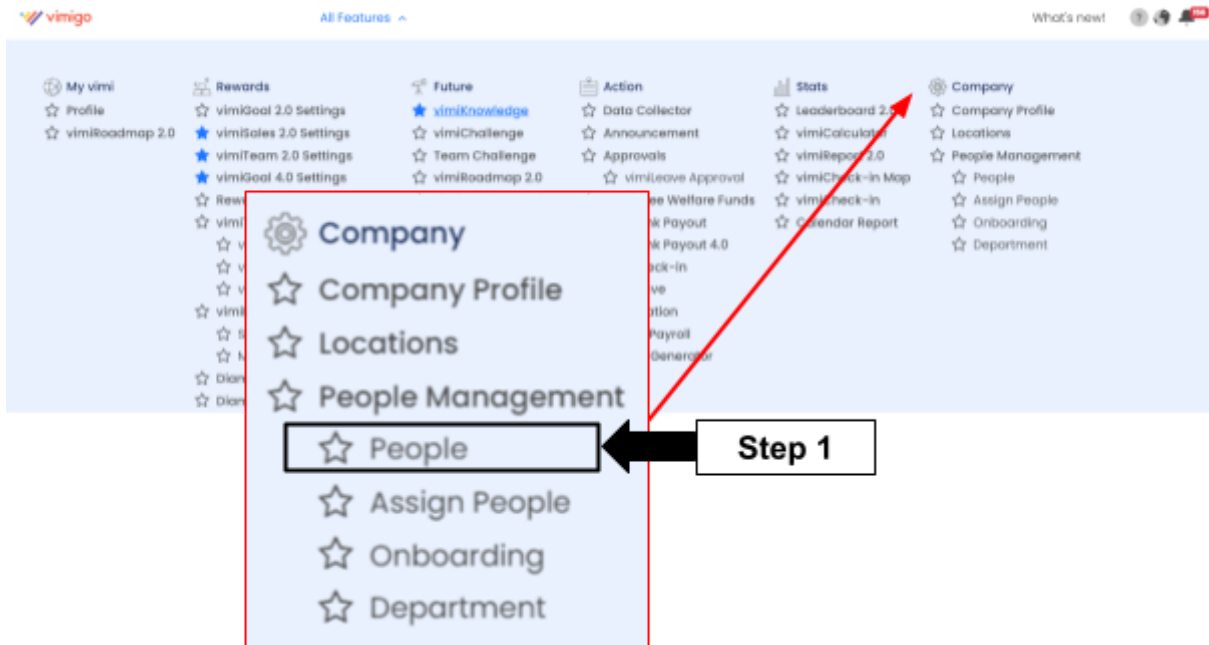 vimigo
All Features
What's new!
?
My vimi
Profile
vimiRoadmap 2.0
Rewards
vimiGoal 2.0 Settings
vimiSales 2.0 Settings
vimiTeam 2.0 Settings
vimiGoal 4.0 Settings
Future
vimiKnowledge
vimiChallenge
Team Challenge
vimiRoadmap 2.0
Action
Data Collector
Announcement
Approvals
vimiLeave Approval
Welfare Funds
Payout
Payout 4.0
Payroll
Generator
Stats
Leaderboard 2.0
vimiCalculator
vimiReport 2.0
vimiCheck-in Map
vimiCheck-in
Calendar Report
Company
Company Profile
Locations
People Management
People
Assign People
Onboarding
Department
Company
Company Profile
Locations
People Management
People
Assign People
Onboarding
Department
Step 1